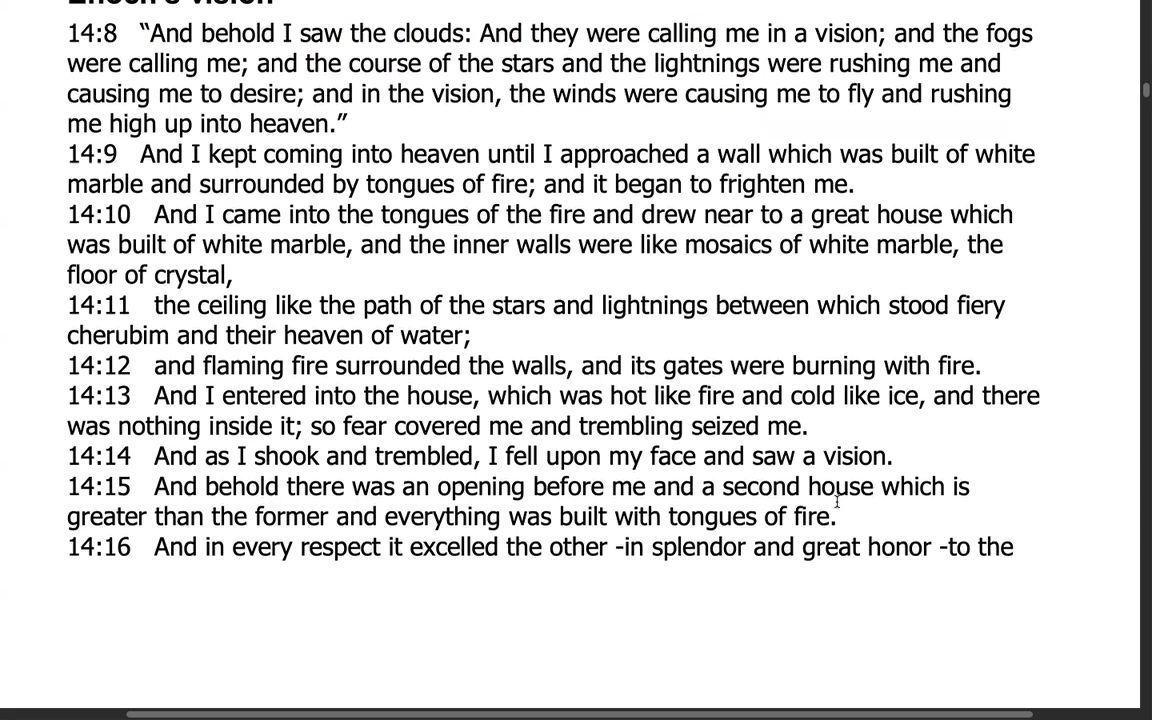 Enoch's vision
14:8 “And behold I saw the clouds: And they were calling me in a vision; and the fogs
were calling me; and the course of the stars and the lightnings were rushing me and
causing me to desire; and in the vision, the winds were causing me to fly and rushing
me high up into heaven.”
14:9 And I kept coming into heaven until I approached a wall which was built of white
marble and surrounded by tongues of fire; and it began to frighten me.
14:10 And I came into the tongues of the fire and drew near to a great house which
was built of white marble, and the inner walls were like mosaics of white marble, the
floor of crystal,
14:11 the ceiling like the path of the stars and lightnings between which stood fiery
cherubim and their heaven of water;
14:12 and flaming fire surrounded the walls, and its gates were burning with fire.
14:13 And I entered into the house, which was hot like fire and cold like ice, and there
was nothing inside it; so fear covered me and trembling seized me.
14:14 And as I shook and trembled, I fell upon my face and saw a vision.
14:15 And behold there was an opening before me and a second house which is
greater than the former and everything was built with tongues of fire.
14:16 And in every respect it excelled the other -in splendor and great honor -to the